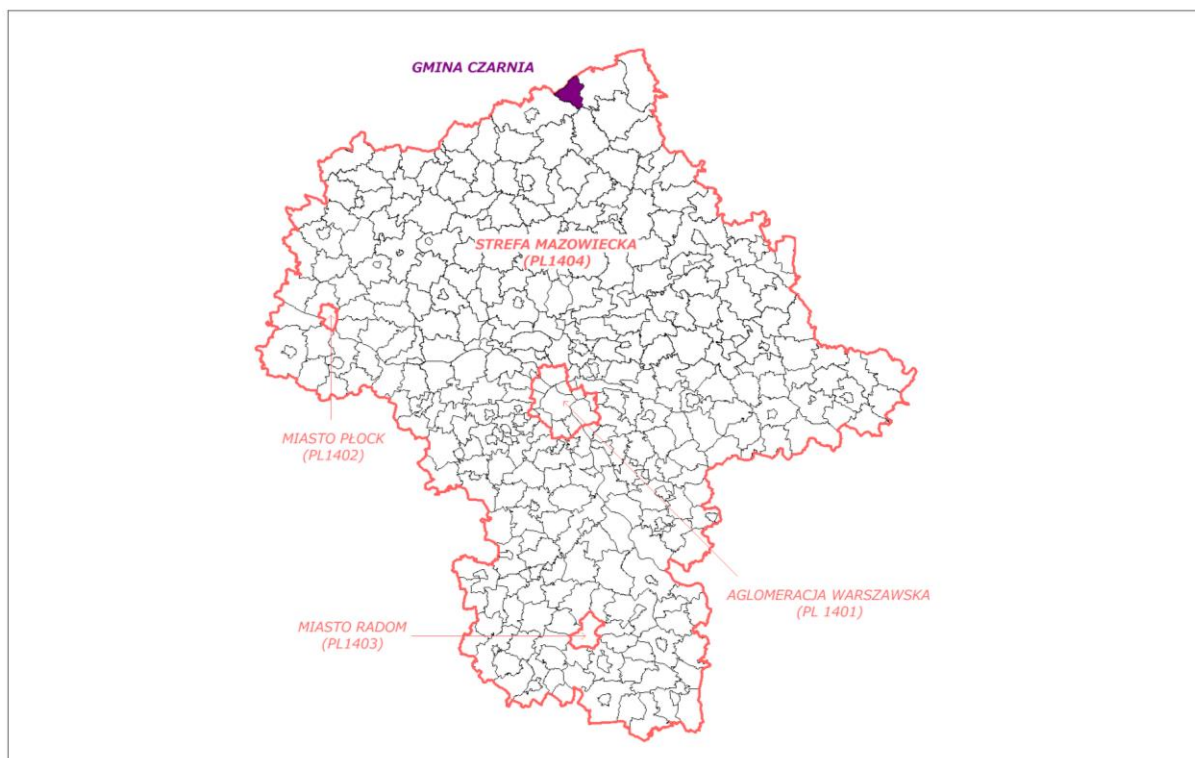 GMINA CZARNIA
STREFA MAZOWIECKA
(PL1404)
MIASTO PŁOCK
(PL1402)
AGLOMERACJA WARSZAWSKA
(PL 1401)
MIASTO RADOM
(PL1403)